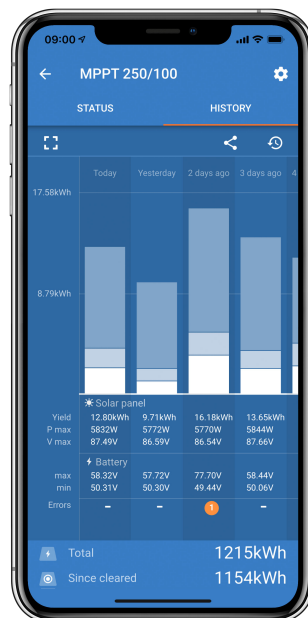 09:00
MPPT 250/100
STATUS HISTORY
Today Yesterday 2 days ago 3 days ago 4
17.58kWh
8.79kWh
Solar panel
Yield 12.80kWh 9.71kWh 16.18kWh 13.65kWh
P max 5832W 5772W 5770W 5844W
V max 87.49V 86.59V 86.54V 87.66V
Battery
max 58.32V 57.72V 77.70V 58.44V
min 50.31V 50.30V 49.44V 50.06V
Errors – – 1 –
Total 1215kWh
Since cleared 1154kWh